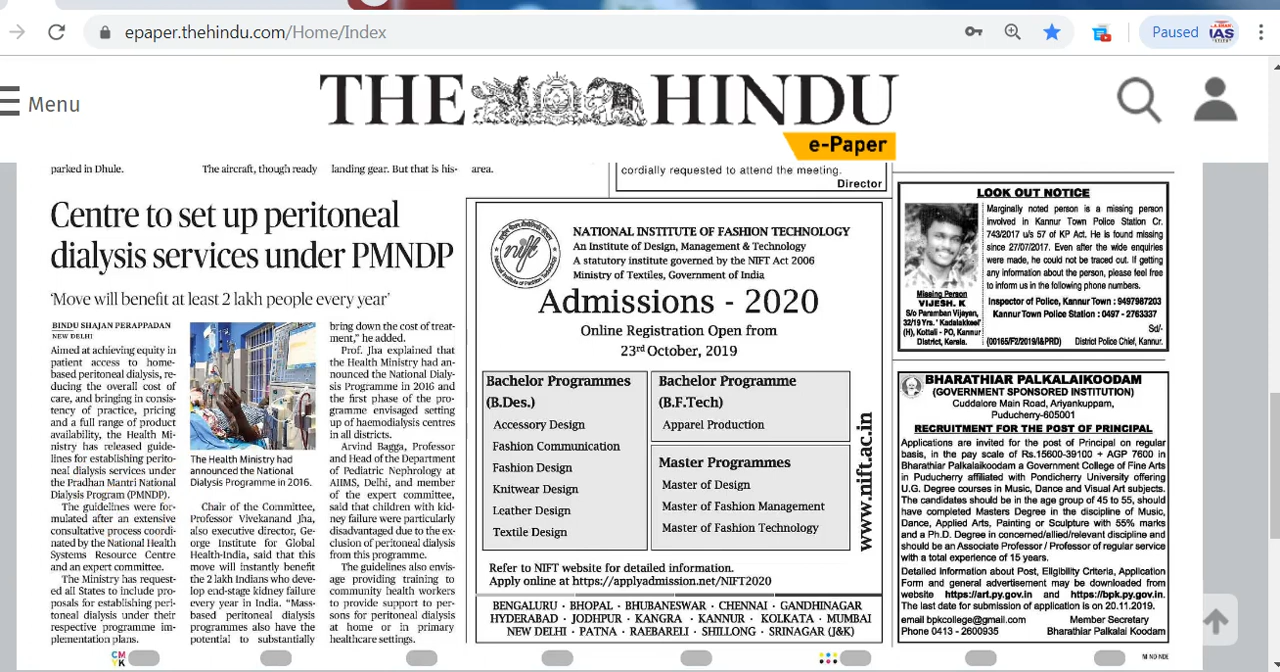 epaper.thehindu.com/Home/Index
Paused
IAS
Menu
THE HINDU
e-Paper
parked in Dhule.
The aircraft, though ready
landing gear. But that is his-
area.
Centre to set up peritoneal
dialysis services under PMNDP
‘Move will benefit at least 2 lakh people every year’
BINDU SHAJAN PERAPPADAN
NEW DELHI
Aimed at achieving equity in
patient access to home-
based peritoneal dialysis, re-
ducing the overall cost of
care, and bringing in consis-
tency of practice, pricing
and a full range of product
availability, the Health Mi-
nistry has released guide-
lines for establishing perito-
neal dialysis services under
the Pradhan Mantri National
Dialysis Program (PMNDP).
The guidelines were for-
mulated after an extensive
consultative process coordi-
nated by the National Health
Systems Resource Centre
and an expert committee.
The Ministry has request-
ed all States to include pro-
posals for establishing peri-
toneal dialysis under their
respective programme im-
plementation plans.
The Health Ministry had
announced the National
Dialysis Programme in 2016.
Chair of the Committee,
Professor Vivekanand Jha,
also executive director, Ge-
orge Institute for Global
Health-India, said that this
move will instantly benefit
the 2 lakh Indians who deve-
lop end-stage kidney failure
every year in India. “Mass-
based peritoneal dialysis
programmes also have the
potential to substantially
bring down the cost of treat-
ment,” he added.
Prof. Jha explained that
the Health Ministry had an-
nounced the National Dialy-
sis Programme in 2016 and
the first phase of the pro-
gramme envisaged setting
up of haemodialysis centres
in all districts.
Arvind Bagga, Professor
and Head of the Department
of Pediatric Nephrology at
AIIMS, Delhi, and member
of the expert committee,
said that children with kid-
ney failure were particularly
disadvantaged due to the ex-
clusion of peritoneal dialysis
from this programme.
The guidelines also envis-
age providing training to
community health workers
to provide support to per-
sons for peritoneal dialysis
at home or in primary
healthcare settings.
cordially requested to attend the meeting.
Director
nift
NATIONAL INSTITUTE OF FASHION TECHNOLOGY
An Institute of Design, Management & Technology
A statutory institute governed by the NIFT Act 2006
Ministry of Textiles, Government of India
Admissions - 2020
Online Registration Open from
23rd October, 2019
Bachelor Programmes
(B.Des.)
Accessory Design
Fashion Communication
Fashion Design
Knitwear Design
Leather Design
Textile Design
Bachelor Programme
(B.F.Tech)
Apparel Production
Master Programmes
Master of Design
Master of Fashion Management
Master of Fashion Technology
www.nift.ac.in
Refer to NIFT website for detailed information.
Apply online at https://applyadmission.net/NIFT2020
BENGALURU · BHOPAL · BHUBANESWAR · CHENNAI · GANDHINAGAR
HYDERABAD · JODHPUR · KANGRA · KANNUR · KOLKATA · MUMBAI
NEW DELHI · PATNA · RAEBARELI · SHILLONG · SRINAGAR (J&K)
LOOK OUT NOTICE
Marginally noted person is a missing person
involved in Kannur Town Police Station Cr.
743/2017 u/s 57 of KP Act. He is found missing
since 27/07/2017. Even after the wide enquiries
were made, he could not be traced out. If getting
any information about the person, please feel free
to inform us in the following phone numbers.
Missing Person
VIJESH. K
S/o Paramban Vijayan,
32/19 Yrs. " Kadalakkeel"
(H), Kottali - PO, Kannur
District, Kerala.
Inspector of Police, Kannur Town : 9497987203
Kannur Town Police Station : 0497 - 2763337
Sd/-
(00165/F2/2019/I&PRD) District Police Chief, Kannur.
BHARATHIAR PALKALAIKOODAM
(GOVERNMENT SPONSORED INSTITUTION)
Cuddalore Main Road, Ariyankuppam,
Puducherry-605001
RECRUITMENT FOR THE POST OF PRINCIPAL
Applications are invited for the post of Principal on regular
basis, in the pay scale of Rs.15600-39100 + AGP 7600 in
Bharathiar Palkalaikoodam a Government College of Fine Arts
in Puducherry affiliated with Pondicherry University offering
U.G. Degree courses in Music, Dance and Visual Art subjects.
The candidates should be in the age group of 45 to 55, should
have completed Masters Degree in the discipline of Music,
Dance, Applied Arts, Painting or Sculpture with 55% marks
and a Ph.D. Degree in concerned/allied/relevant discipline and
should be an Associate Professor / Professor of regular service
with a total experience of 15 years.
Detailed Information about Post, Eligibility Criteria, Application
Form and general advertisement may be downloaded from
website https://art.py.gov.in and https://bpk.py.gov.in.
The last date for submission of application is on 20.11.2019.
email bpkcollege@gmail.com Member Secretary
Phone 0413 - 2600935 Bharathiar Palkalai Koodam
CM
YK
M ND-NDE